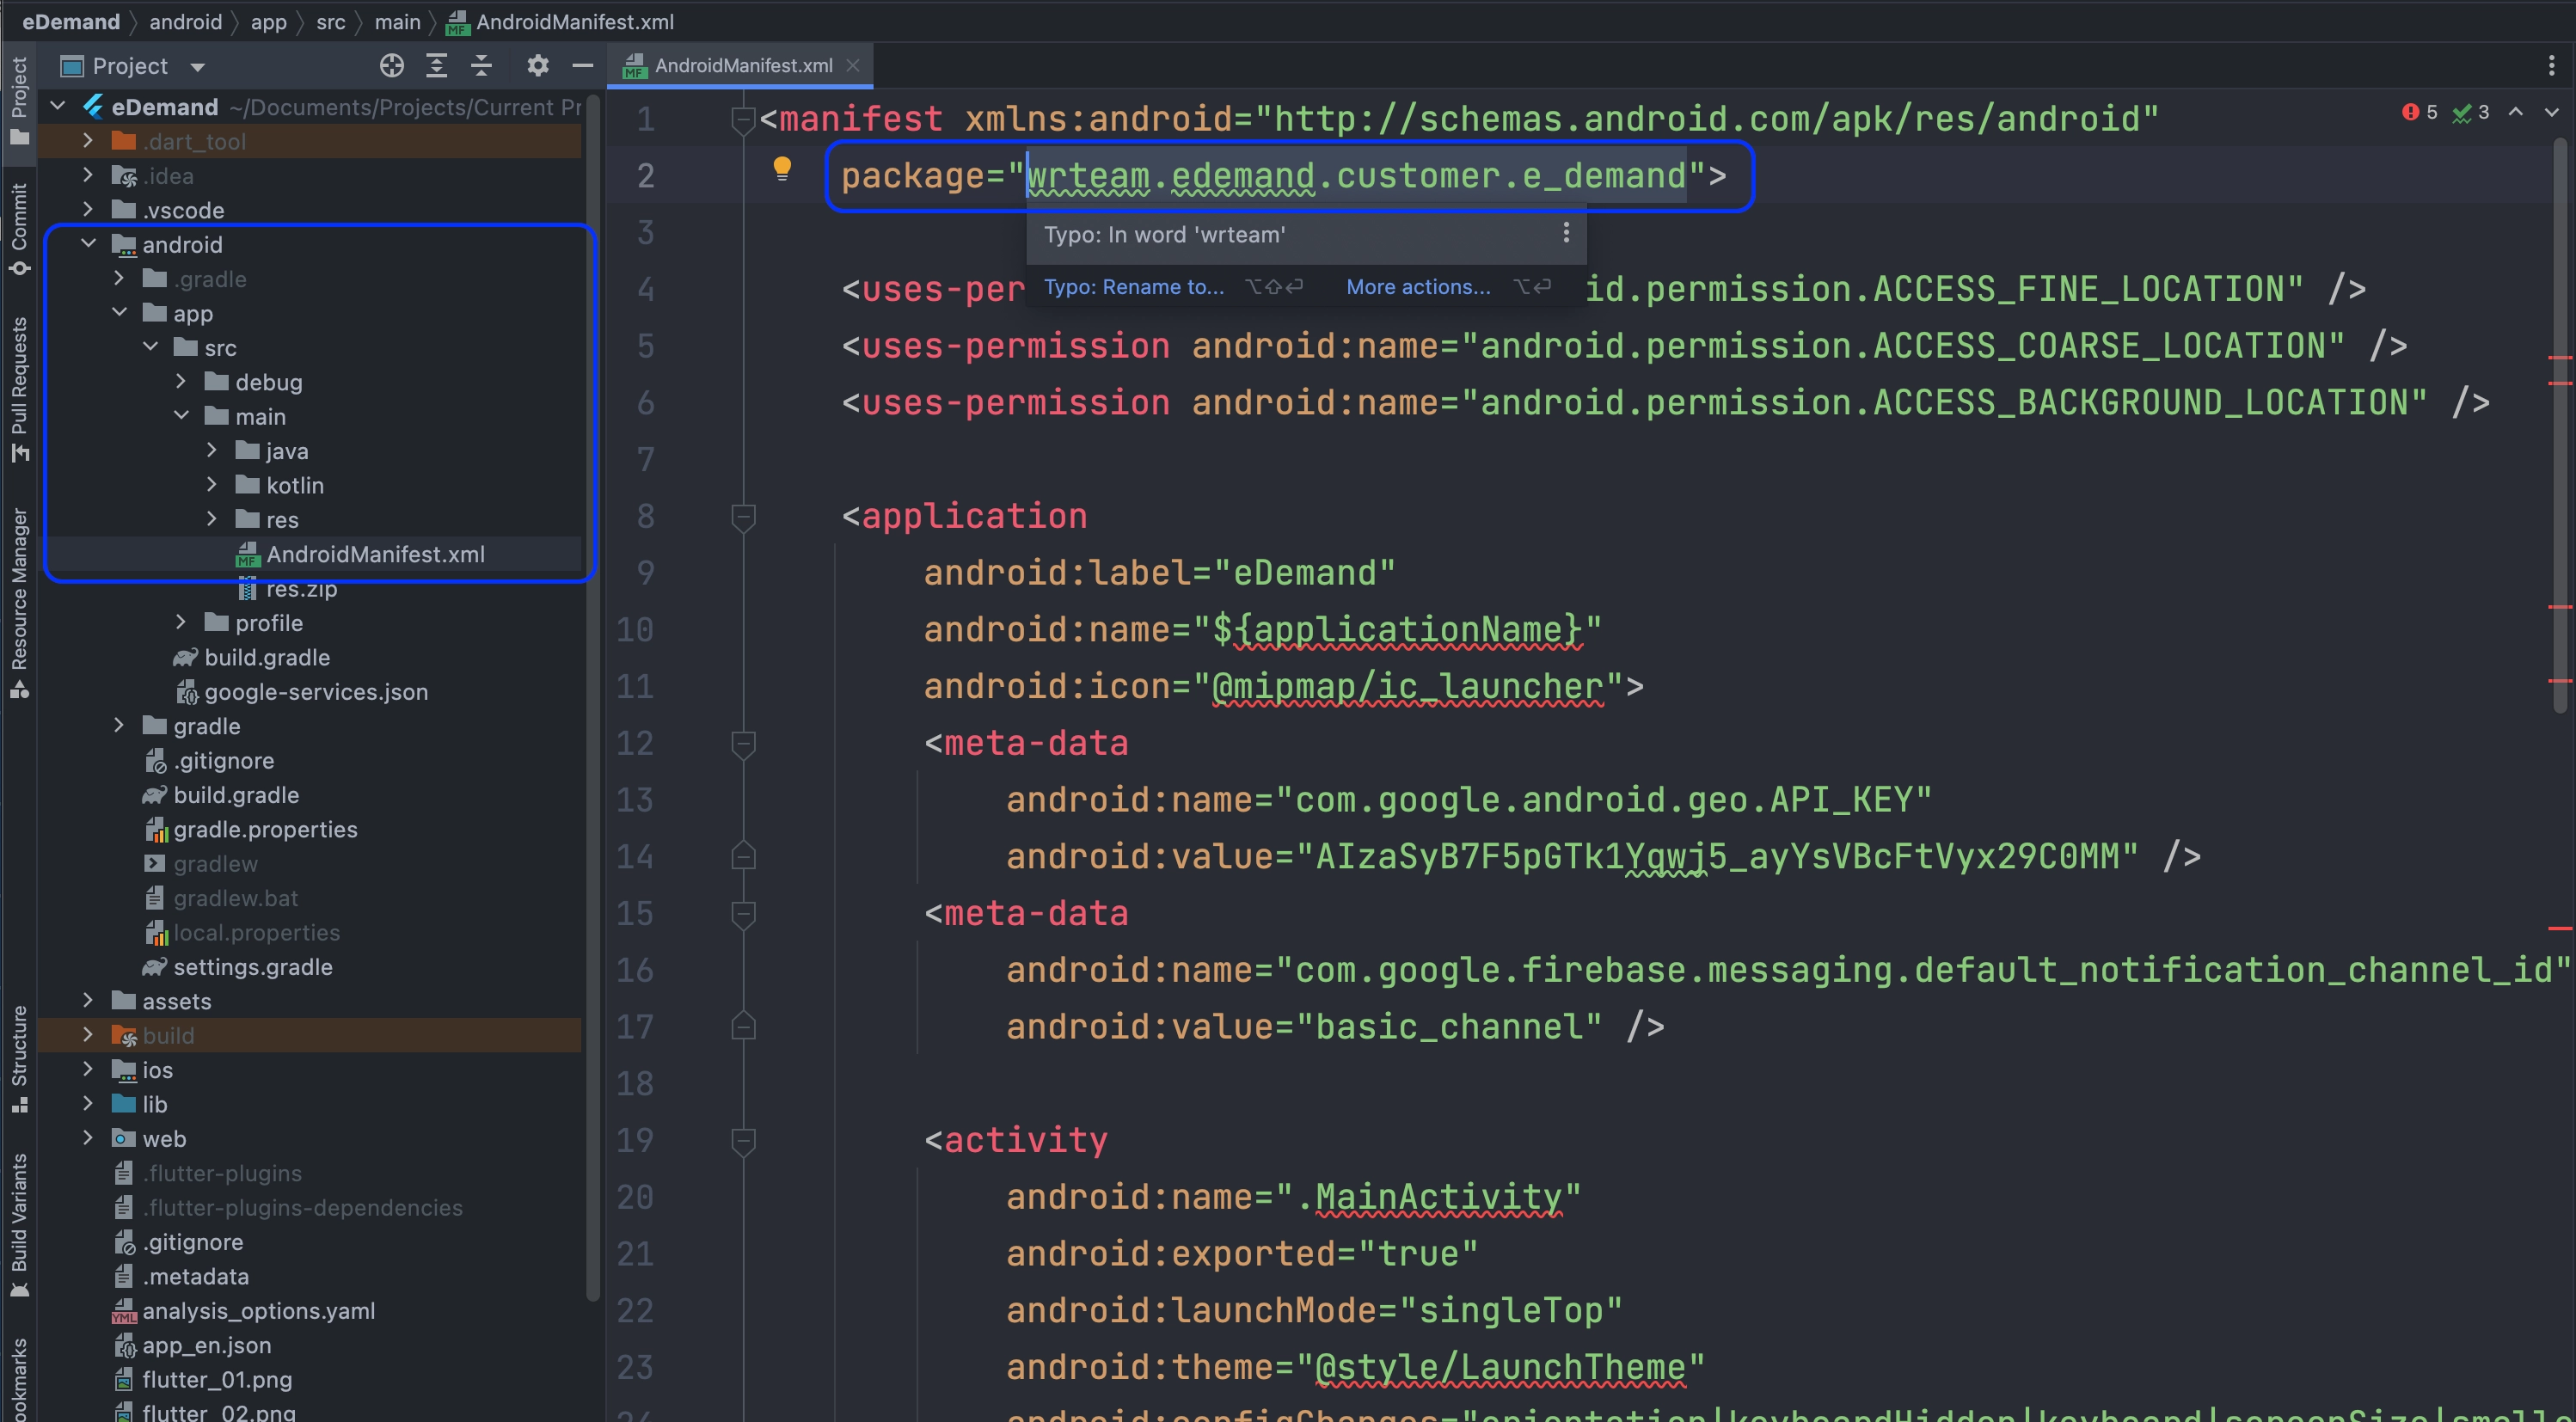 eDemand android app src main AndroidManifest.xml
Project
AndroidManifest.xml
Project
Commit
Pull Requests
Resource Manager
Structure
Build Variants
eDemand ~/Documents/Projects/Current Pr
.dart_tool
.idea
.vscode
android
.gradle
app
src
debug
main
java
kotlin
res
AndroidManifest.xml
res.zip
profile
build.gradle
google-services.json
gradle
.gitignore
build.gradle
gradle.properties
gradlew
gradlew.bat
local.properties
settings.gradle
assets
build
ios
lib
web
.flutter-plugins
.flutter-plugins-dependencies
.gitignore
.metadata
analysis_options.yaml
app_en.json
flutter_01.png
flutter_02.png
5 3
1 <manifest xmlns:android="http://schemas.android.com/apk/res/android"
2 package="wrteam.edemand.customer.e_demand">
3
Typo: In word 'wrteam'
Typo: Rename to... ⌥⇧⏎ More actions... ⌥⏎
4 <uses-per id.permission.ACCESS_FINE_LOCATION" />
5 <uses-permission android:name="android.permission.ACCESS_COARSE_LOCATION" />
6 <uses-permission android:name="android.permission.ACCESS_BACKGROUND_LOCATION" />
7
8 <application
9 android:label="eDemand"
10 android:name="${applicationName}"
11 android:icon="@mipmap/ic_launcher">
12 <meta-data
13 android:name="com.google.android.geo.API_KEY"
14 android:value="AIzaSyB7F5pGTk1Yqwj5_ayYsVBcFtVyx29C0MM" />
15 <meta-data
16 android:name="com.google.firebase.messaging.default_notification_channel_id"
17 android:value="basic_channel" />
18
19 <activity
20 android:name=".MainActivity"
21 android:exported="true"
22 android:launchMode="singleTop"
23 android:theme="@style/LaunchTheme"